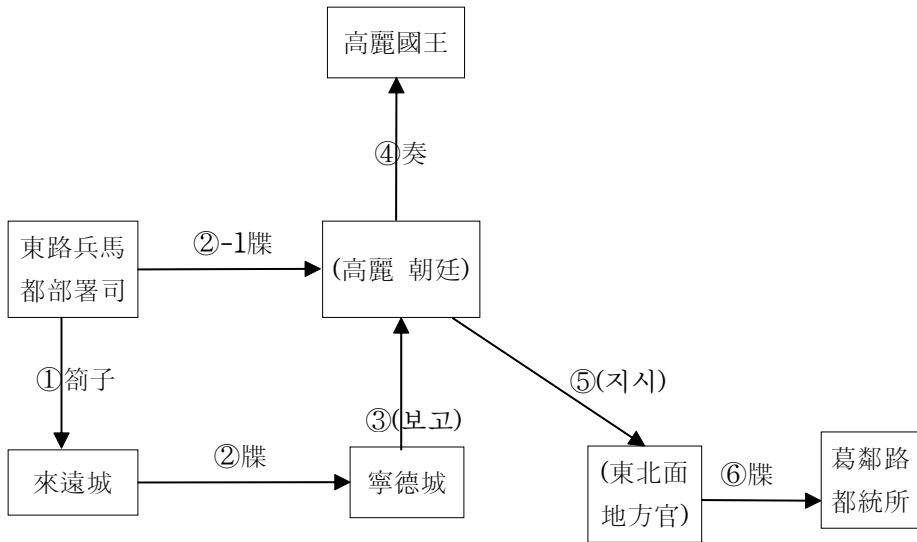 高麗國王
④奏
東路兵馬
都部署司
②-1牒
(高麗 朝廷)
①箚子
③(보고)
⑤(지시)
來遠城
②牒
寧德城
(東北面
地方官)
⑥牒
葛鄰路
都統所